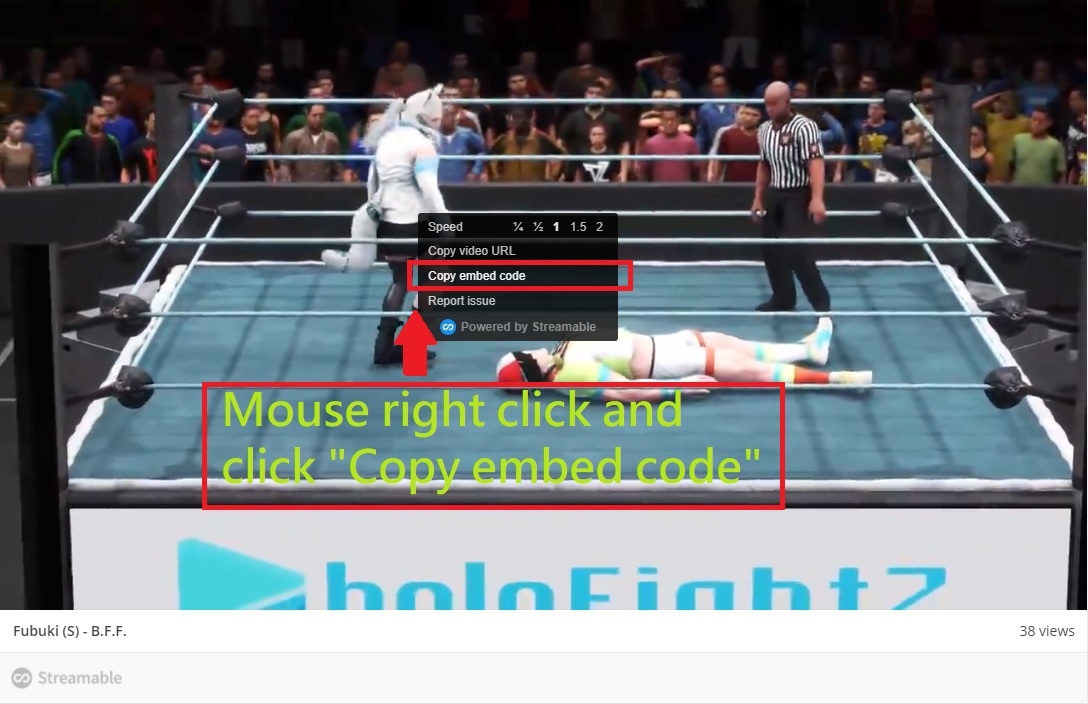 Speed ¼ ½ 1 1.5 2
Copy video URL
Copy embed code
Report issue
Powered by Streamable
Mouse right click and
click "Copy embed code"
holoFightZ
Fubuki (S) - B.F.F.
38 views
Streamable